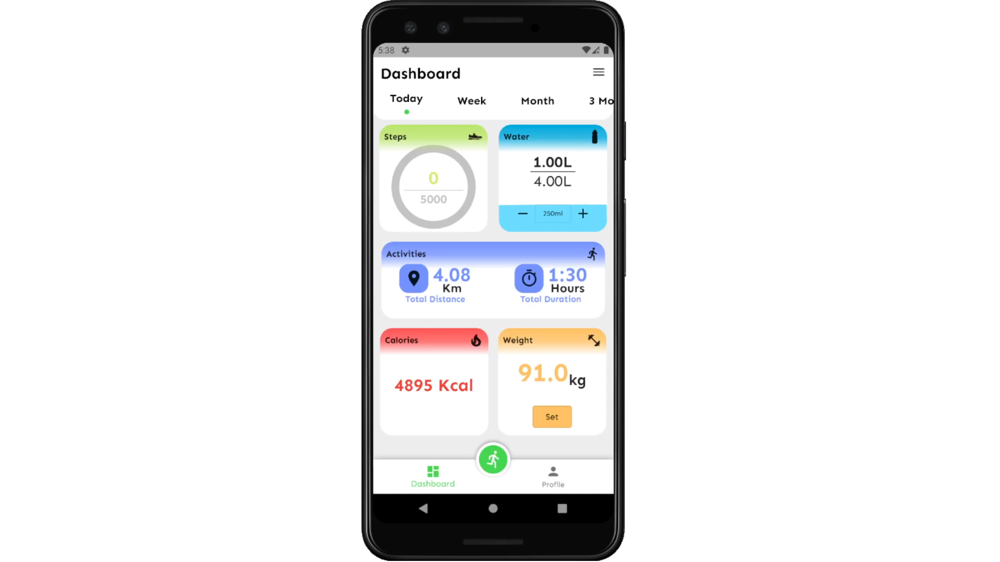 5:38
Dashboard
Today Week Month 3 Mo
Steps
0
5000
Water
1.00L
4.00L
250ml
Activities
4.08
Km
Total Distance
1:30
Hours
Total Duration
Calories
4895 Kcal
Weight
91.0kg
Set
Dashboard
Profile